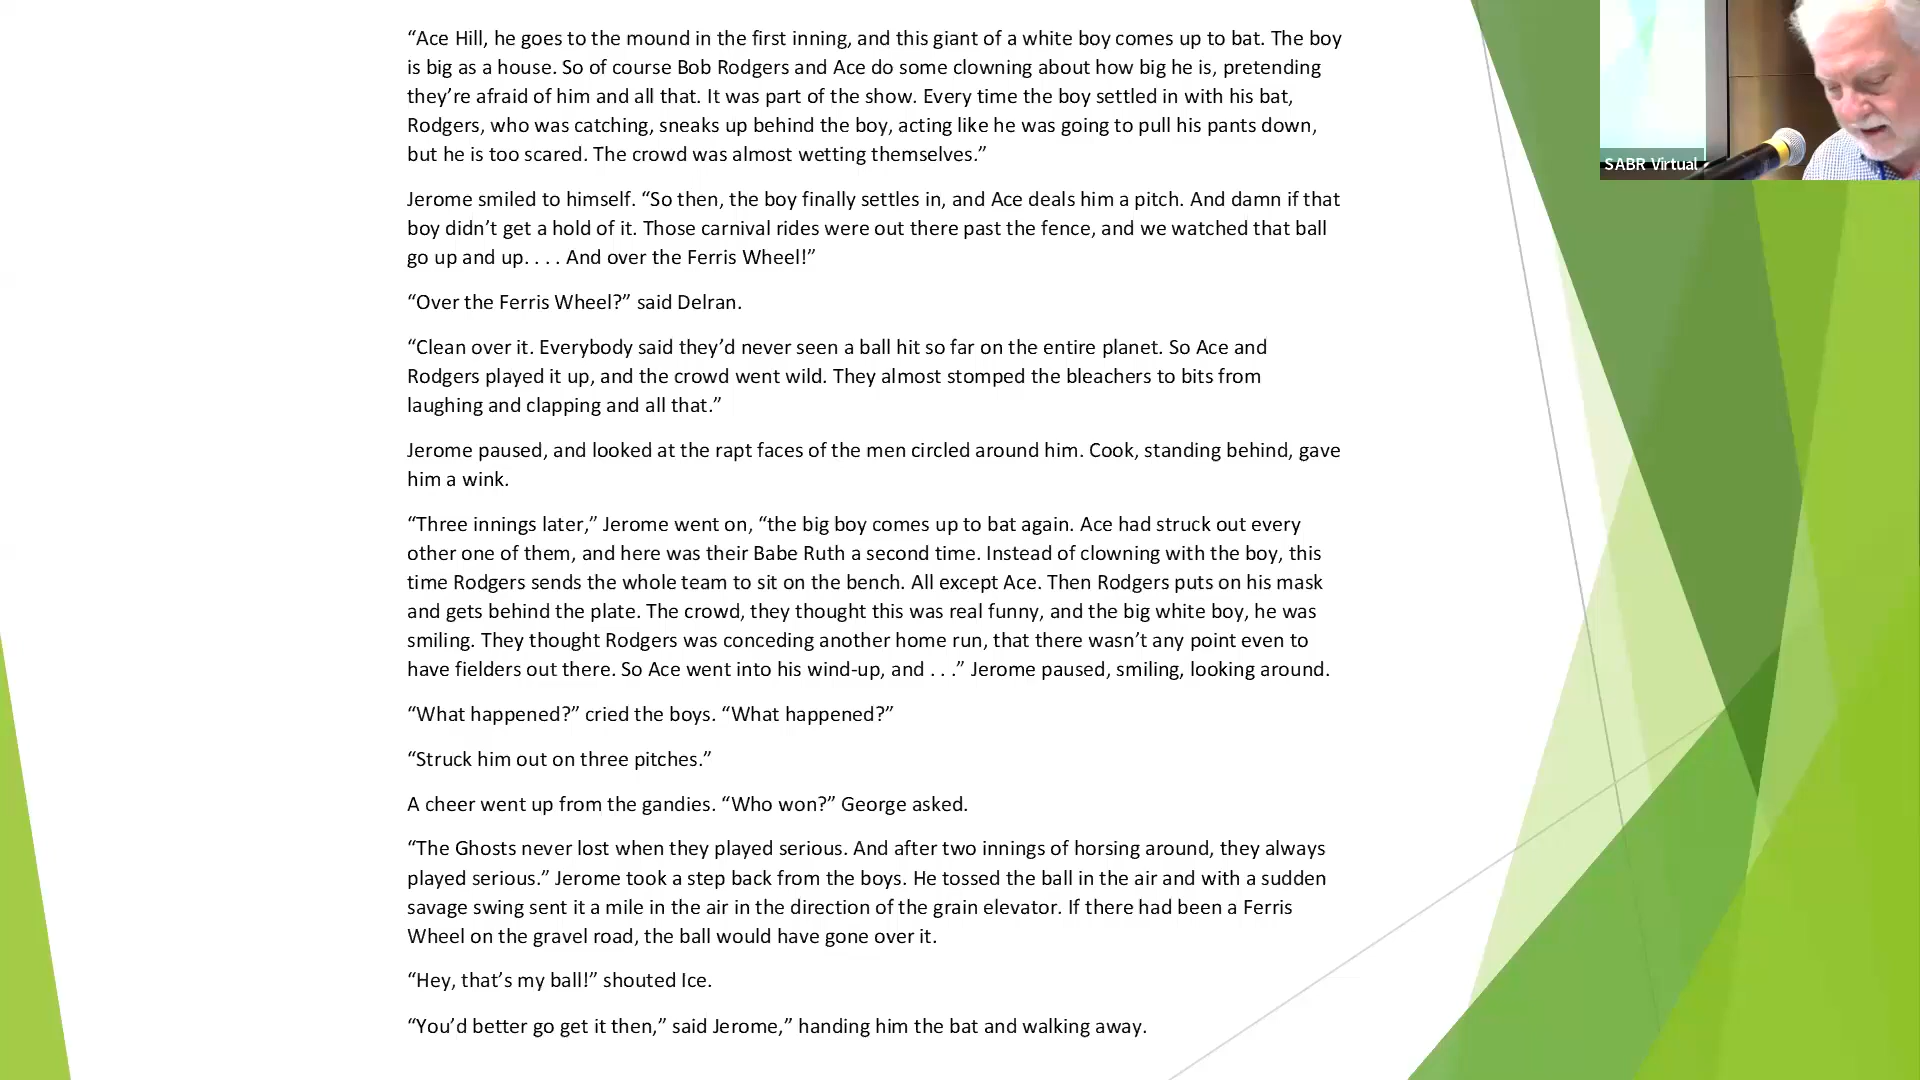 “Ace Hill, he goes to the mound in the first inning, and this giant of a white boy comes up to bat. The boy
is big as a house. So of course Bob Rodgers and Ace do some clowning about how big he is, pretending
they’re afraid of him and all that. It was part of the show. Every time the boy settled in with his bat,
Rodgers, who was catching, sneaks up behind the boy, acting like he was going to pull his pants down,
but he is too scared. The crowd was almost wetting themselves.”
SABR Virtual
Jerome smiled to himself. “So then, the boy finally settles in, and Ace deals him a pitch. And damn if that
boy didn’t get a hold of it. Those carnival rides were out there past the fence, and we watched that ball
go up and up. . . . And over the Ferris Wheel!”
“Over the Ferris Wheel?” said Delran.
“Clean over it. Everybody said they’d never seen a ball hit so far on the entire planet. So Ace and
Rodgers played it up, and the crowd went wild. They almost stomped the bleachers to bits from
laughing and clapping and all that.”
Jerome paused, and looked at the rapt faces of the men circled around him. Cook, standing behind, gave
him a wink.
“Three innings later,” Jerome went on, “the big boy comes up to bat again. Ace had struck out every
other one of them, and here was their Babe Ruth a second time. Instead of clowning with the boy, this
time Rodgers sends the whole team to sit on the bench. All except Ace. Then Rodgers puts on his mask
and gets behind the plate. The crowd, they thought this was real funny, and the big white boy, he was
smiling. They thought Rodgers was conceding another home run, that there wasn’t any point even to
have fielders out there. So Ace went into his wind-up, and . . .” Jerome paused, smiling, looking around.
“What happened?” cried the boys. “What happened?”
“Struck him out on three pitches.”
A cheer went up from the gandies. “Who won?” George asked.
“The Ghosts never lost when they played serious. And after two innings of horsing around, they always
played serious.” Jerome took a step back from the boys. He tossed the ball in the air and with a sudden
savage swing sent it a mile in the air in the direction of the grain elevator. If there had been a Ferris
Wheel on the gravel road, the ball would have gone over it.
“Hey, that’s my ball!” shouted Ice.
“You’d better go get it then,” said Jerome,” handing him the bat and walking away.